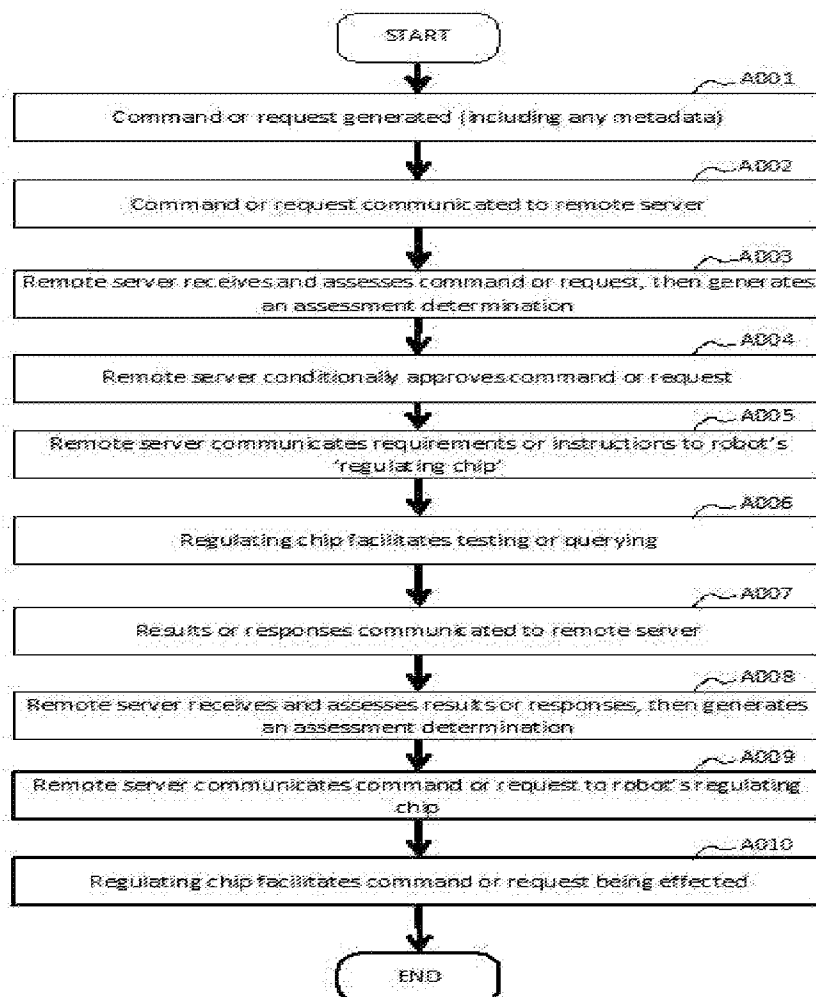 START
A001
Command or request generated (including any metadata)
A002
Command or request communicated to remote server
A003
Remote server receives and assesses command or request, then generates
an assessment determination
A004
Remote server conditionally approves command or request
A005
Remote server communicates requirements or instructions to robot's
'regulating chip'
A006
Regulating chip facilitates testing or querying
A007
Results or responses communicated to remote server
A008
Remote server receives and assesses results or responses, then generates
an assessment determination
A009
Remote server communicates command or request to robot's regulating
chip
A010
Regulating chip facilitates command or request being effected
END